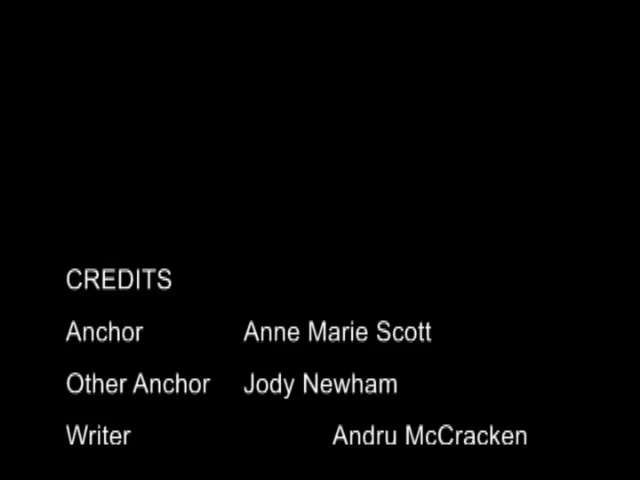 CREDITS
Anchor Anne Marie Scott
Other Anchor Jody Newham
Writer Andru McCracken